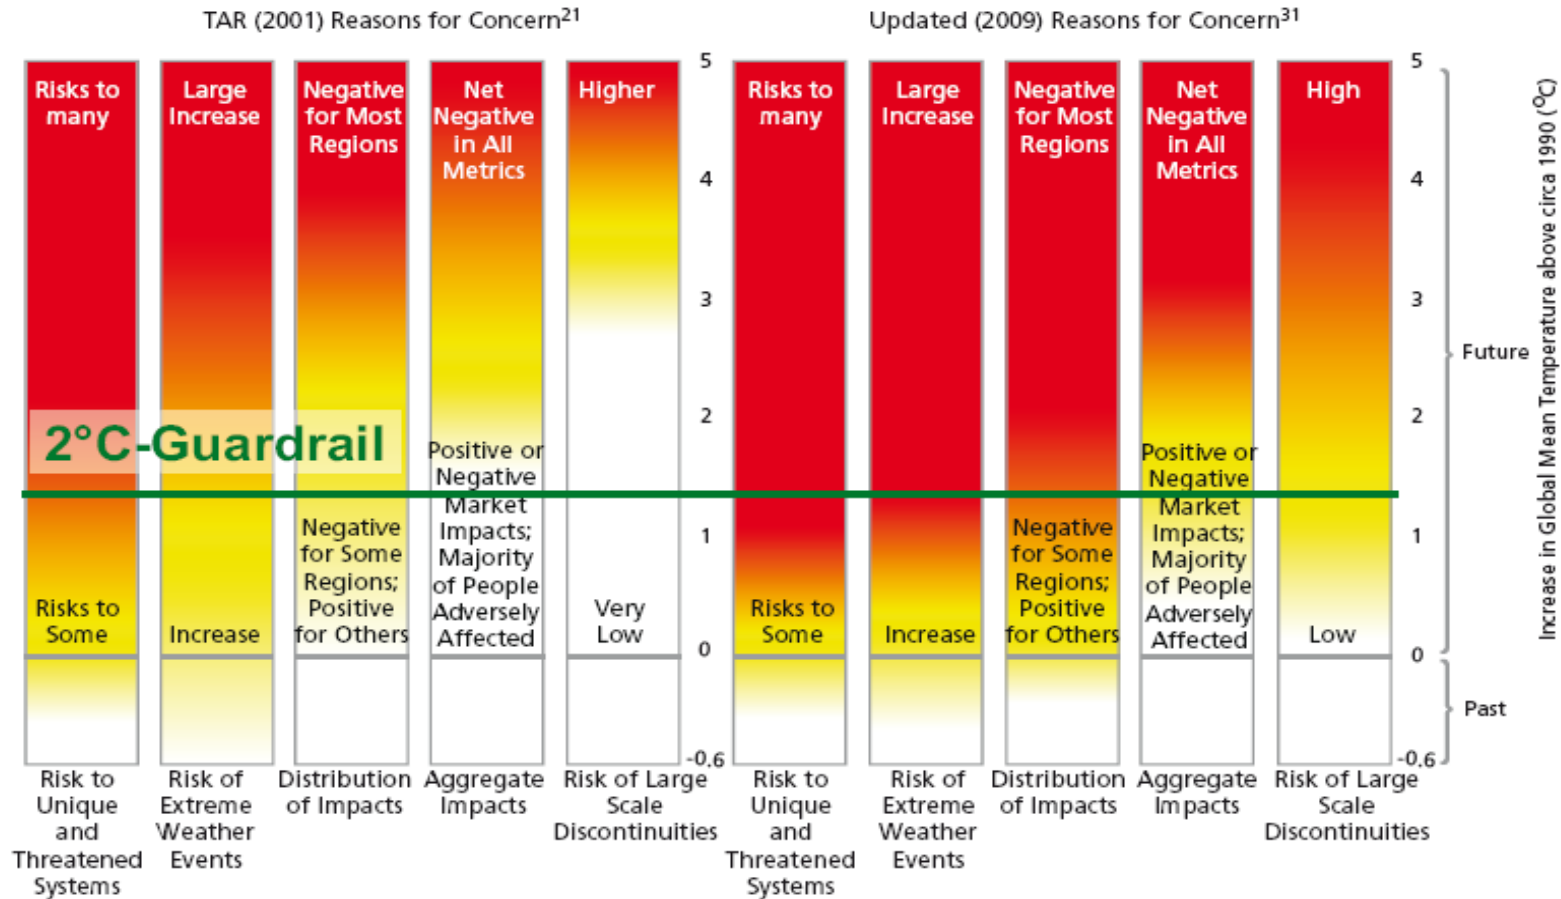 TAR (2001) Reasons for Concern21
Updated (2009) Reasons for Concern31
Risks to
many
Large
Increase
Negative
for Most
Regions
Net
Negative
in All
Metrics
Higher
5
4
3
2
1
0
-0.6
Risks to
many
Large
Increase
Negative
for Most
Regions
Net
Negative
in All
Metrics
High
5
4
3
2
1
0
-0.6
2°C-Guardrail
Risks to
Some
Increase
Negative
for Some
Regions;
Positive
for Others
Positive or
Negative
Market
Impacts;
Majority
of People
Adversely
Affected
Very
Low
Risks to
Some
Increase
Negative
for Some
Regions;
Positive
for Others
Positive or
Negative
Market
Impacts;
Majority
of People
Adversely
Affected
Low
Future
Past
Increase in Global Mean Temperature above circa 1990 (°C)
Risk to
Unique
and
Threatened
Systems
Risk of
Extreme
Weather
Events
Distribution
of Impacts
Aggregate
Impacts
Risk of Large
Scale
Discontinuities
Risk to
Unique
and
Threatened
Systems
Risk of
Extreme
Weather
Events
Distribution
of Impacts
Aggregate
Impacts
Risk of Large
Scale
Discontinuities